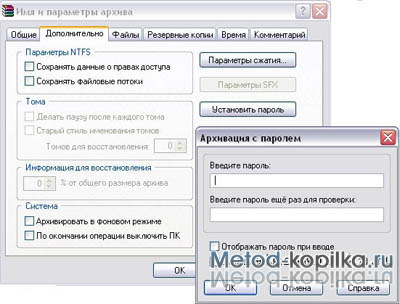 Имя и параметры архива
Общие
Дополнительно
Файлы
Резервные копии
Время
Комментарий
Параметры NTFS
Сохранять данные о правах доступа
Сохранять файловые потоки
Параметры сжатия...
Параметры SFX
Установить пароль
Тома
Делать паузу после каждого тома
Старый стиль именования томов
Томов для восстановления:
0
Информация для восстановления
0
% от общего размера архива
Система
Архивировать в фоновом режиме
По окончании операции выключить ПК
ОК
Архивация с паролем
Введите пароль:
Введите пароль ещё раз для проверки:
Отображать пароль при вводе
Metod-kopilka.ru
ОК
Отмена
Справка